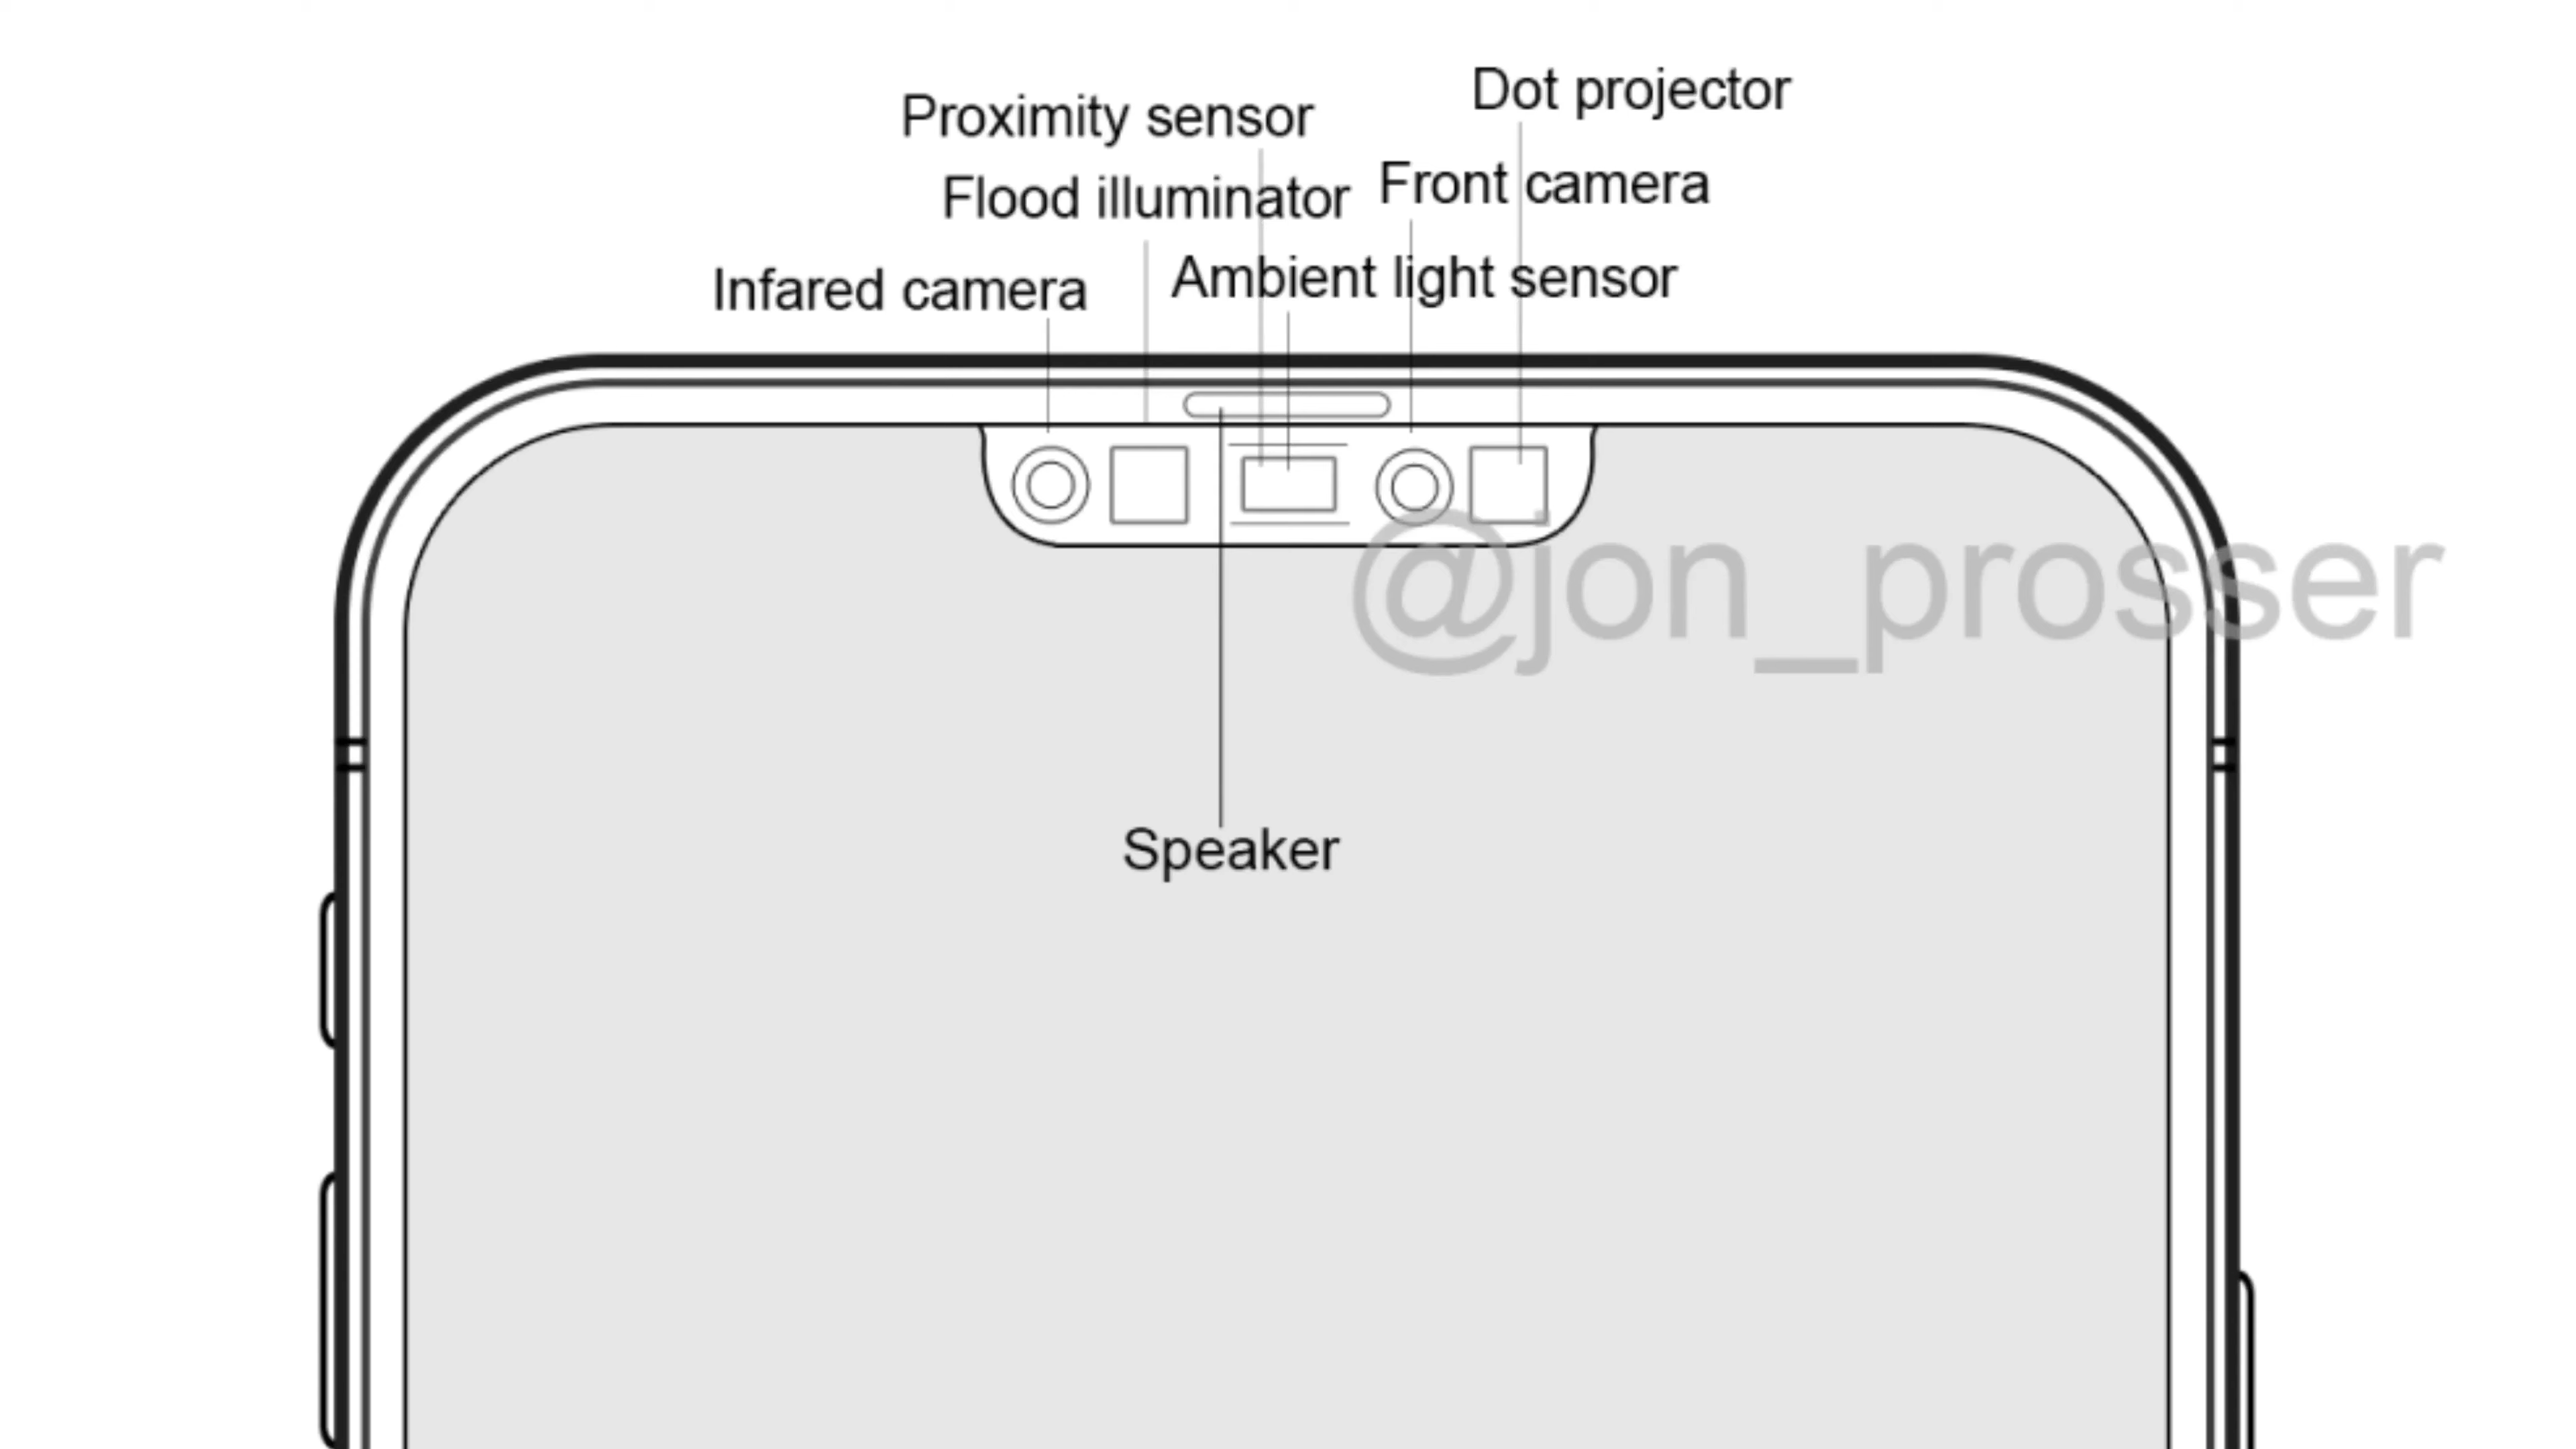 Dot projector
Proximity sensor
Front camera
Flood illuminator
Ambient light sensor
Infared camera
@jon_prosser
Speaker